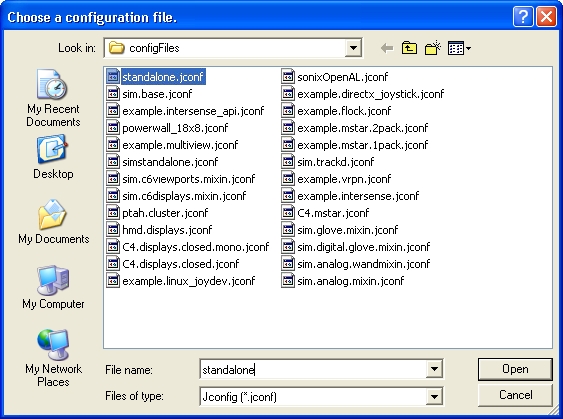 Choose a configuration file.
Look in: configFiles
My Recent
Documents
Desktop
My Documents
My Computer
My Network
Places
standalone.jconf
sim.base.jconf
example.intersense_api.jconf
powerwall_18x8.jconf
example.multiview.jconf
simstandalone.jconf
sim.c6viewports.mixin.jconf
sim.c6displays.mixin.jconf
ptah.cluster.jconf
hmd.displays.jconf
C4.displays.closed.mono.jconf
C4.displays.closed.jconf
example.linux_joydev.jconf
sonixOpenAL.jconf
example.directx_joystick.jconf
example.flock.jconf
example.mstar.2pack.jconf
example.mstar.1pack.jconf
sim.trackd.jconf
example.vrpn.jconf
example.intersense.jconf
C4.mstar.jconf
sim.glove.mixin.jconf
sim.digital.glove.mixin.jconf
sim.analog.wandmixin.jconf
sim.analog.mixin.jconf
File name: standalone Open
Files of type: Jconfig (*.jconf) Cancel